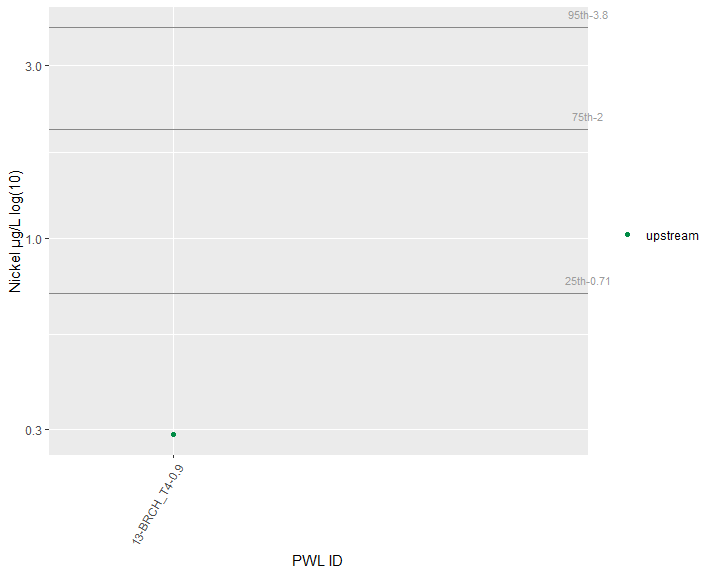 95th-3.8
3.0
75th-2
Nickel µg/L log(10)
1.0
upstream
25th-0.71
0.3
13-BRCH_T4-0.9
PWL ID